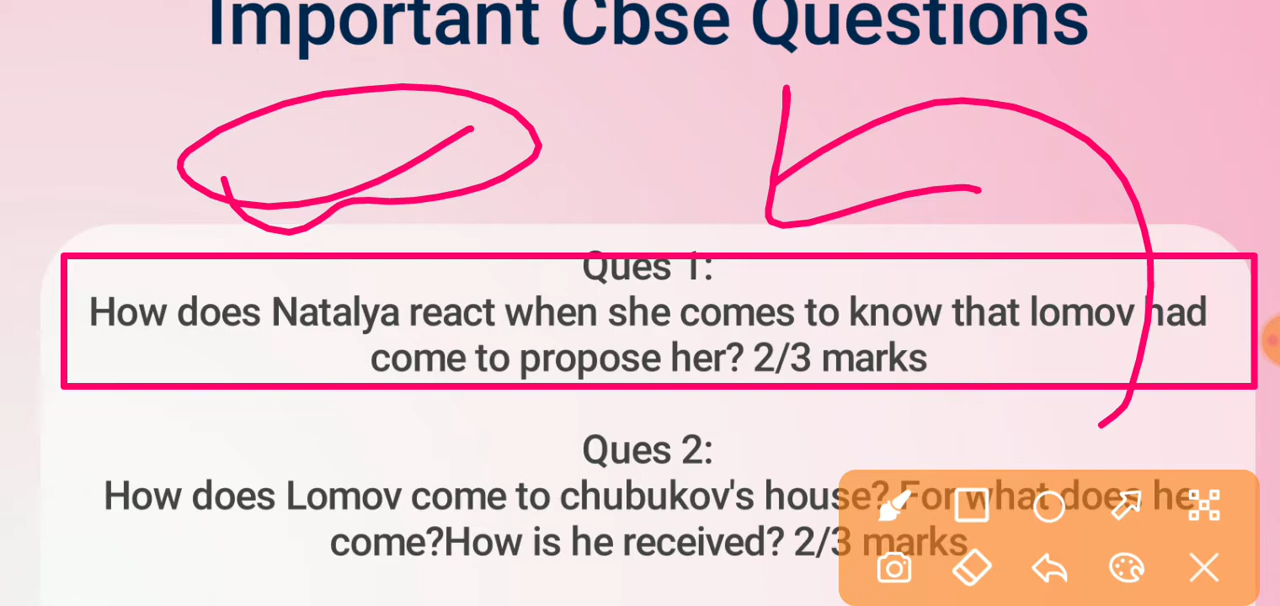 Important Cbse Questions
Ques 1:
How does Natalya react when she comes to know that lomov had
come to propose her? 2/3 marks
Ques 2:
How does Lomov come to chubukov's house? For what does he
come?How is he received? 2/3 marks